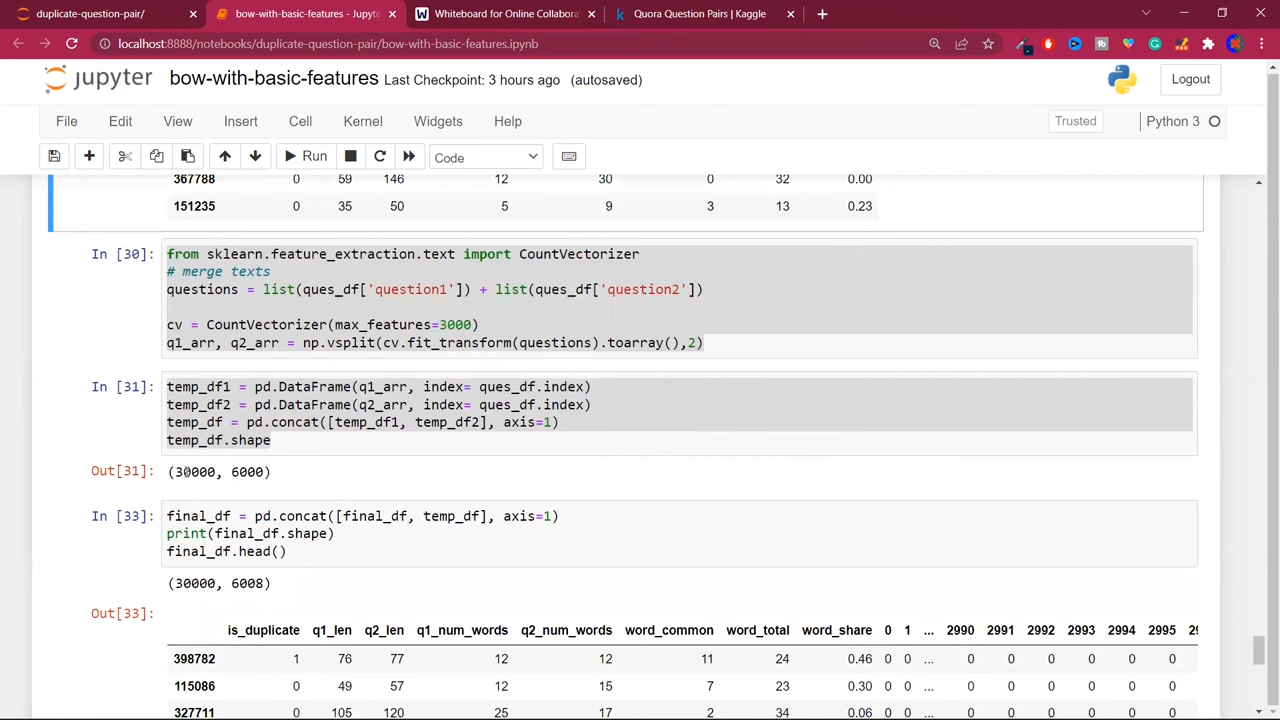 duplicate-question-pair/
bow-with-basic-features - Jupyte
Whiteboard for Online Collabora
Quora Question Pairs | Kaggle
localhost:8888/notebooks/duplicate-question-pair/bow-with-basic-features.ipynb
jupyter bow-with-basic-features Last Checkpoint: 3 hours ago (autosaved)
Logout
File Edit View Insert Cell Kernel Widgets Help
Trusted
Python 3
Run
Code
367788 0 59 146 12 30 0 32 0.00
151235 0 35 50 5 9 3 13 0.23
In [30]: from sklearn.feature_extraction.text import CountVectorizer
# merge texts
questions = list(ques_df['question1']) + list(ques_df['question2'])
cv = CountVectorizer(max_features=3000)
q1_arr, q2_arr = np.vsplit(cv.fit_transform(questions).toarray(),2)
In [31]: temp_df1 = pd.DataFrame(q1_arr, index= ques_df.index)
temp_df2 = pd.DataFrame(q2_arr, index= ques_df.index)
temp_df = pd.concat([temp_df1, temp_df2], axis=1)
temp_df.shape
Out[31]: (30000, 6000)
In [33]: final_df = pd.concat([final_df, temp_df], axis=1)
print(final_df.shape)
final_df.head()
(30000, 6008)
Out[33]:
is_duplicate q1_len q2_len q1_num_words q2_num_words word_common word_total word_share 0 1 ... 2990 2991 2992 2993 2994 2995
398782 1 76 77 12 12 11 24 0.46 0 0 ... 0 0 0 0 0 0
115086 0 49 57 12 15 7 23 0.30 0 0 ... 0 0 0 0 0 0
327711 0 105 120 25 17 2 34 0.06 0 0 ... 0 0 0 0 0 0